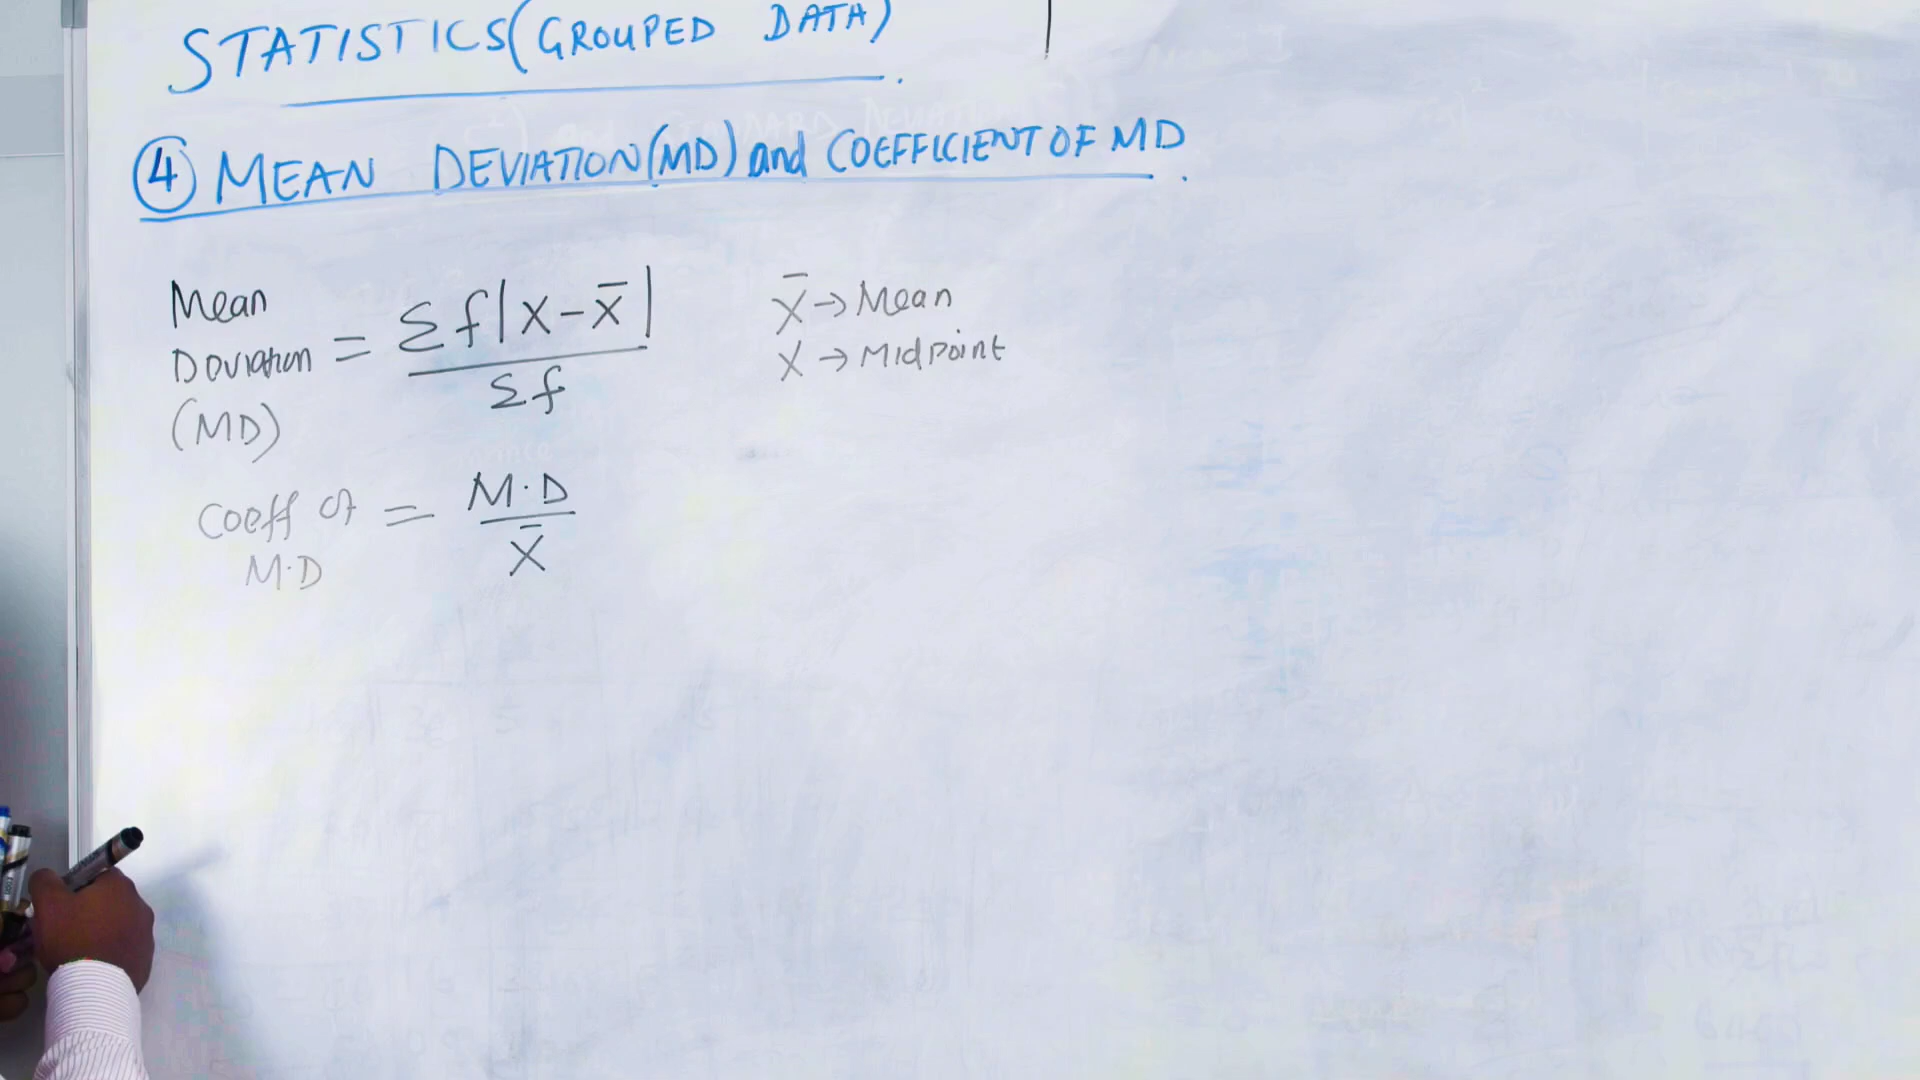 STATISTICS(GROUPED DATA)
④ MEAN DEVIATION(MD) and COEFFICIENT OF MD.
Mean
Deviation
(MD)
= Σf|X-X̄|
Σf
X̄→Mean
X→Midpoint
Coeff of
M.D
= M.D
X̄